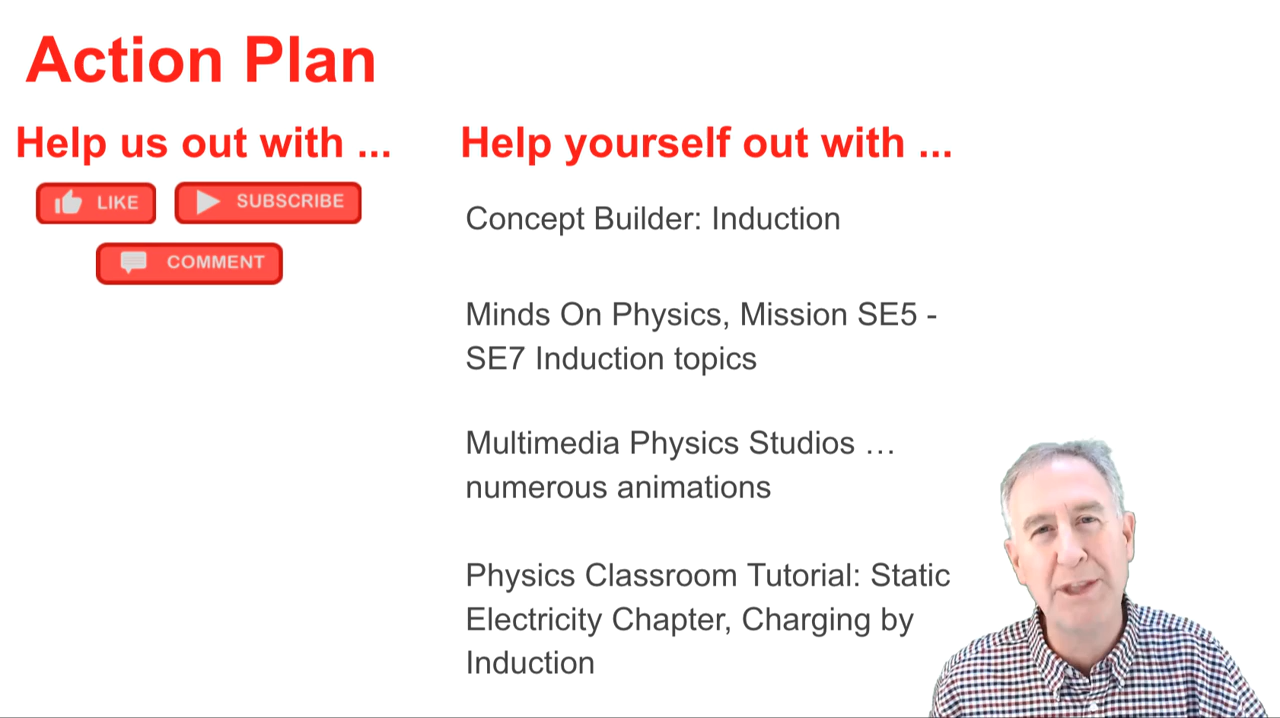 Action Plan
Help us out with ...
LIKE
SUBSCRIBE
COMMENT
Help yourself out with ...
Concept Builder: Induction
Minds On Physics, Mission SE5 -
SE7 Induction topics
Multimedia Physics Studios …
numerous animations
Physics Classroom Tutorial: Static
Electricity Chapter, Charging by
Induction